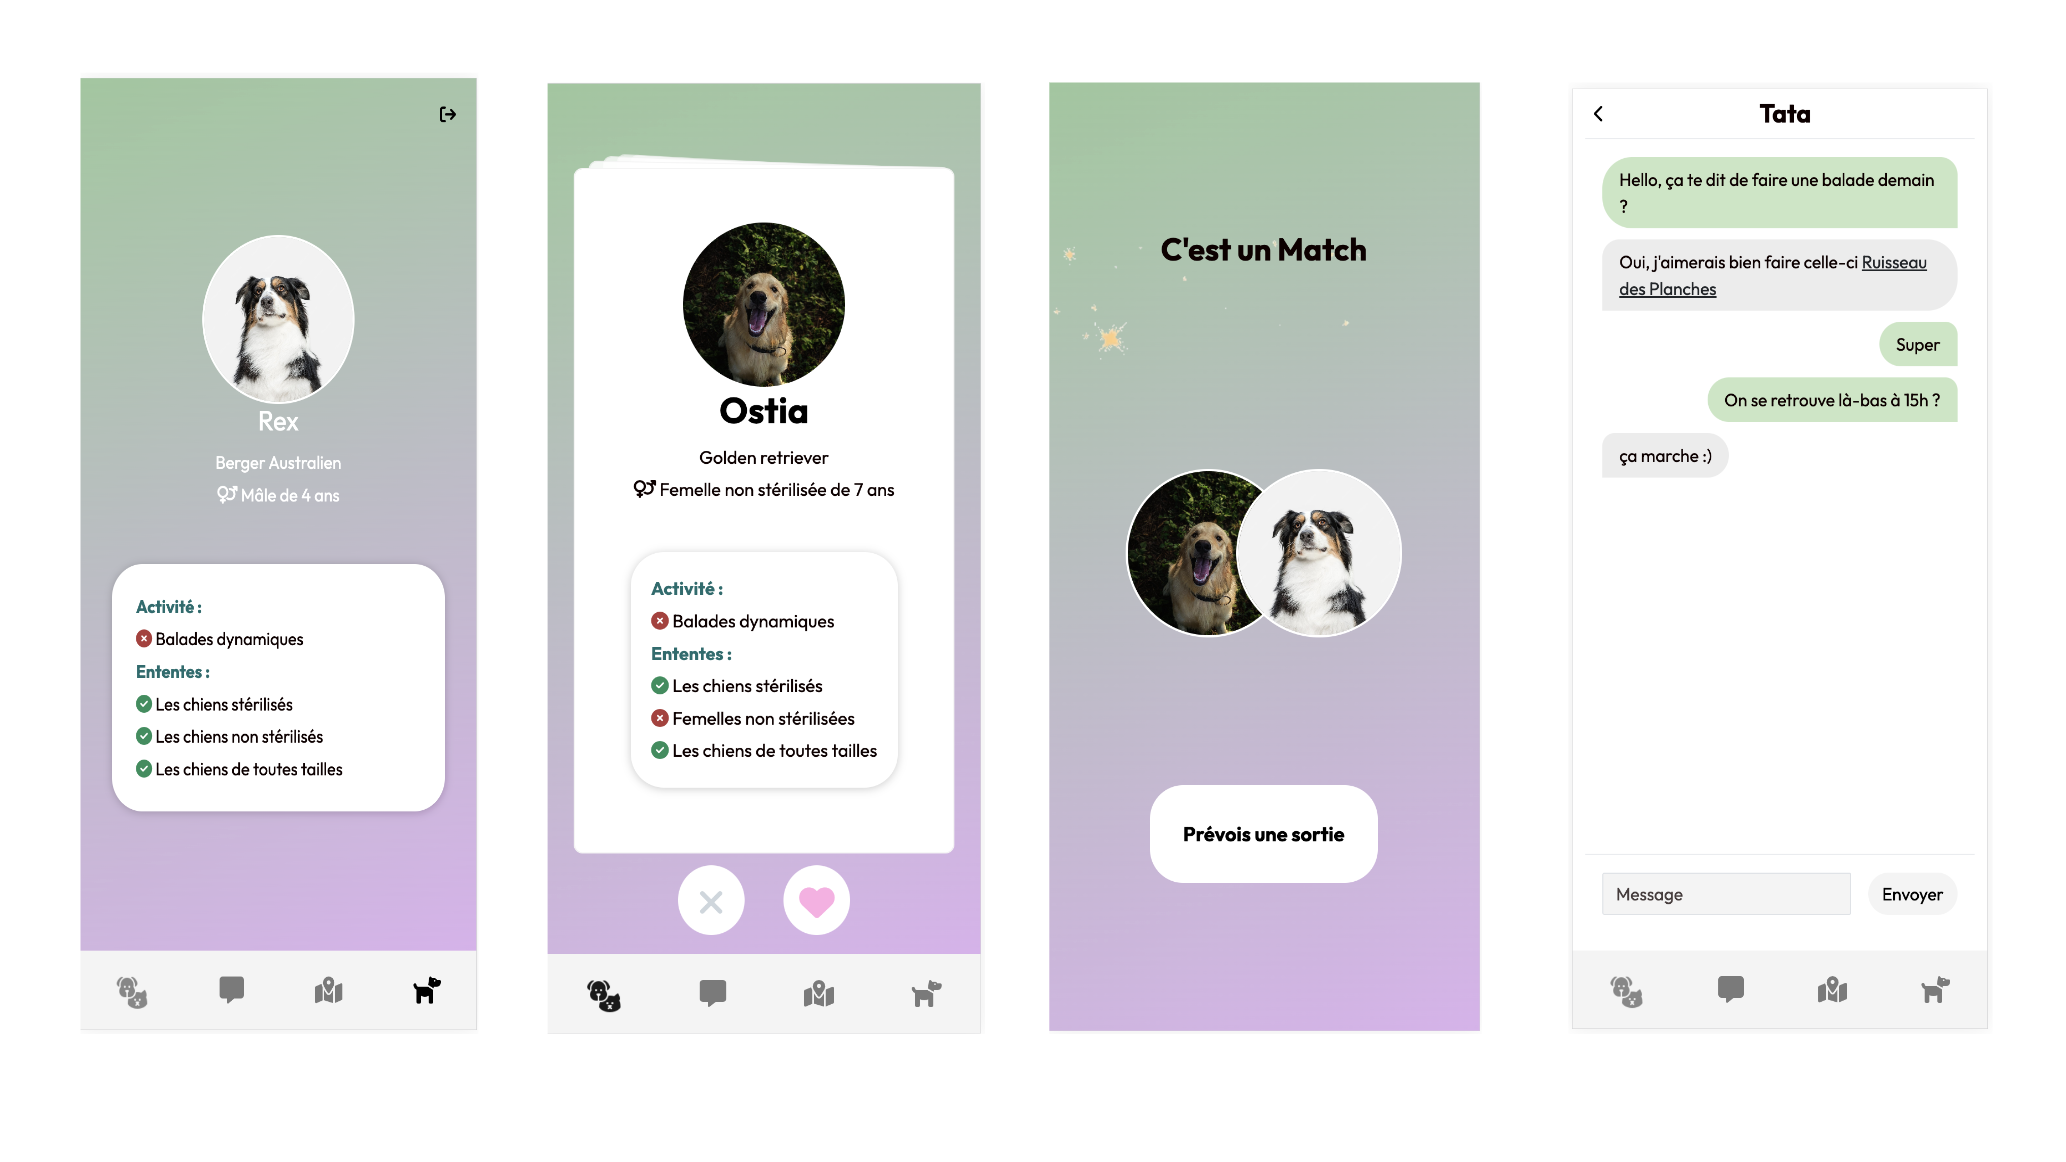 Rex
Berger Australien
Mâle de 4 ans
Activité :
Balades dynamiques
Ententes :
Les chiens stérilisés
Les chiens non stérilisés
Les chiens de toutes tailles
Ostia
Golden retriever
Femelle non stérilisée de 7 ans
Activité :
Balades dynamiques
Ententes :
Les chiens stérilisés
Femelles non stérilisées
Les chiens de toutes tailles
C'est un Match
Prévois une sortie
Tata
Hello, ça te dit de faire une balade demain
?
Oui, j'aimerais bien faire celle-ci Ruisseau
des Planches
Super
On se retrouve là-bas à 15h ?
ça marche :)
Message
Envoyer